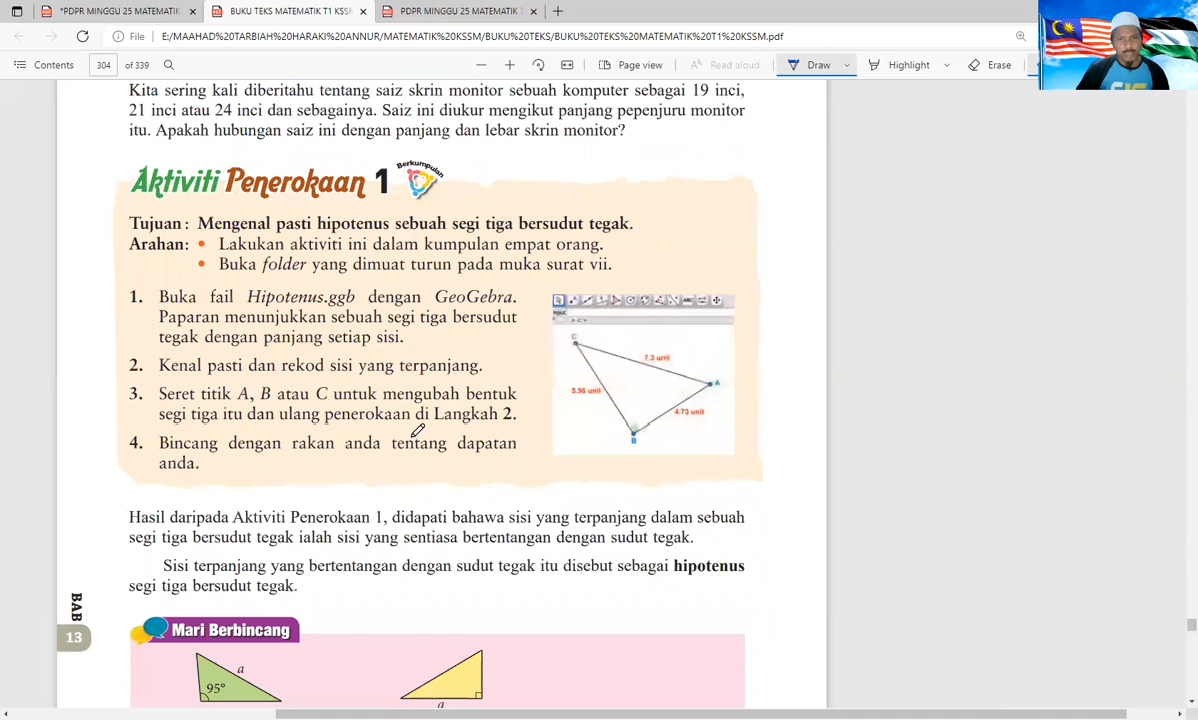 *PDPR MINGGU 25 MATEMATIK
BUKU TEKS MATEMATIK T1 KSSM
PDPR MINGGU 25 MATEMATIK T
File
E:/MAAHAD%20TARBIAH%20HARAKI%20ANNUR/MATEMATIK%20KSSM/BUKU%20TEKS/BUKU%20TEKS%20MATEMATIK%20T1%20KSSM.pdf
Contents
304 of 339
Page view
Read aloud
Draw
Highlight
Erase
Kita sering kali diberitahu tentang saiz skrin monitor sebuah komputer sebagai 19 inci,
21 inci atau 24 inci dan sebagainya. Saiz ini diukur mengikut panjang pepenjuru monitor
itu. Apakah hubungan saiz ini dengan panjang dan lebar skrin monitor?
Aktiviti Penerokaan 1
Berkumpulan
Tujuan : Mengenal pasti hipotenus sebuah segi tiga bersudut tegak.
Arahan: • Lakukan aktiviti ini dalam kumpulan empat orang.
• Buka folder yang dimuat turun pada muka surat vii.
1. Buka fail Hipotenus.ggb dengan GeoGebra.
Paparan menunjukkan sebuah segi tiga bersudut
tegak dengan panjang setiap sisi.
2. Kenal pasti dan rekod sisi yang terpanjang.
3. Seret titik A, B atau C untuk mengubah bentuk
segi tiga itu dan ulang penerokaan di Langkah 2.
4. Bincang dengan rakan anda tentang dapatan
anda.
ABC
Input:
C
7.3 unit
A
5.56 unit
4.73 unit
B
Hasil daripada Aktiviti Penerokaan 1, didapati bahawa sisi yang terpanjang dalam sebuah
segi tiga bersudut tegak ialah sisi yang sentiasa bertentangan dengan sudut tegak.
Sisi terpanjang yang bertentangan dengan sudut tegak itu disebut sebagai hipotenus
segi tiga bersudut tegak.
BAB
13
Mari Berbincang
a
95°
a